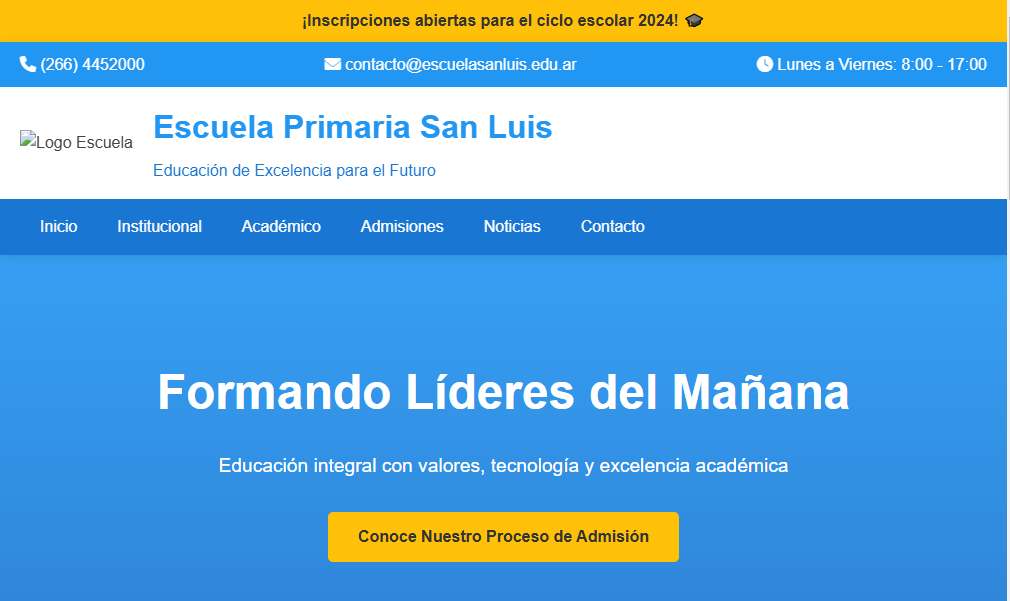 ¡Inscripciones abiertas para el ciclo escolar 2024! 🎓
(266) 4452000 contacto@escuelasanluis.edu.ar Lunes a Viernes: 8:00 - 17:00
Logo Escuela
Escuela Primaria San Luis
Educación de Excelencia para el Futuro
Inicio Institucional Académico Admisiones Noticias Contacto
Formando Líderes del Mañana
Educación integral con valores, tecnología y excelencia académica
Conoce Nuestro Proceso de Admisión